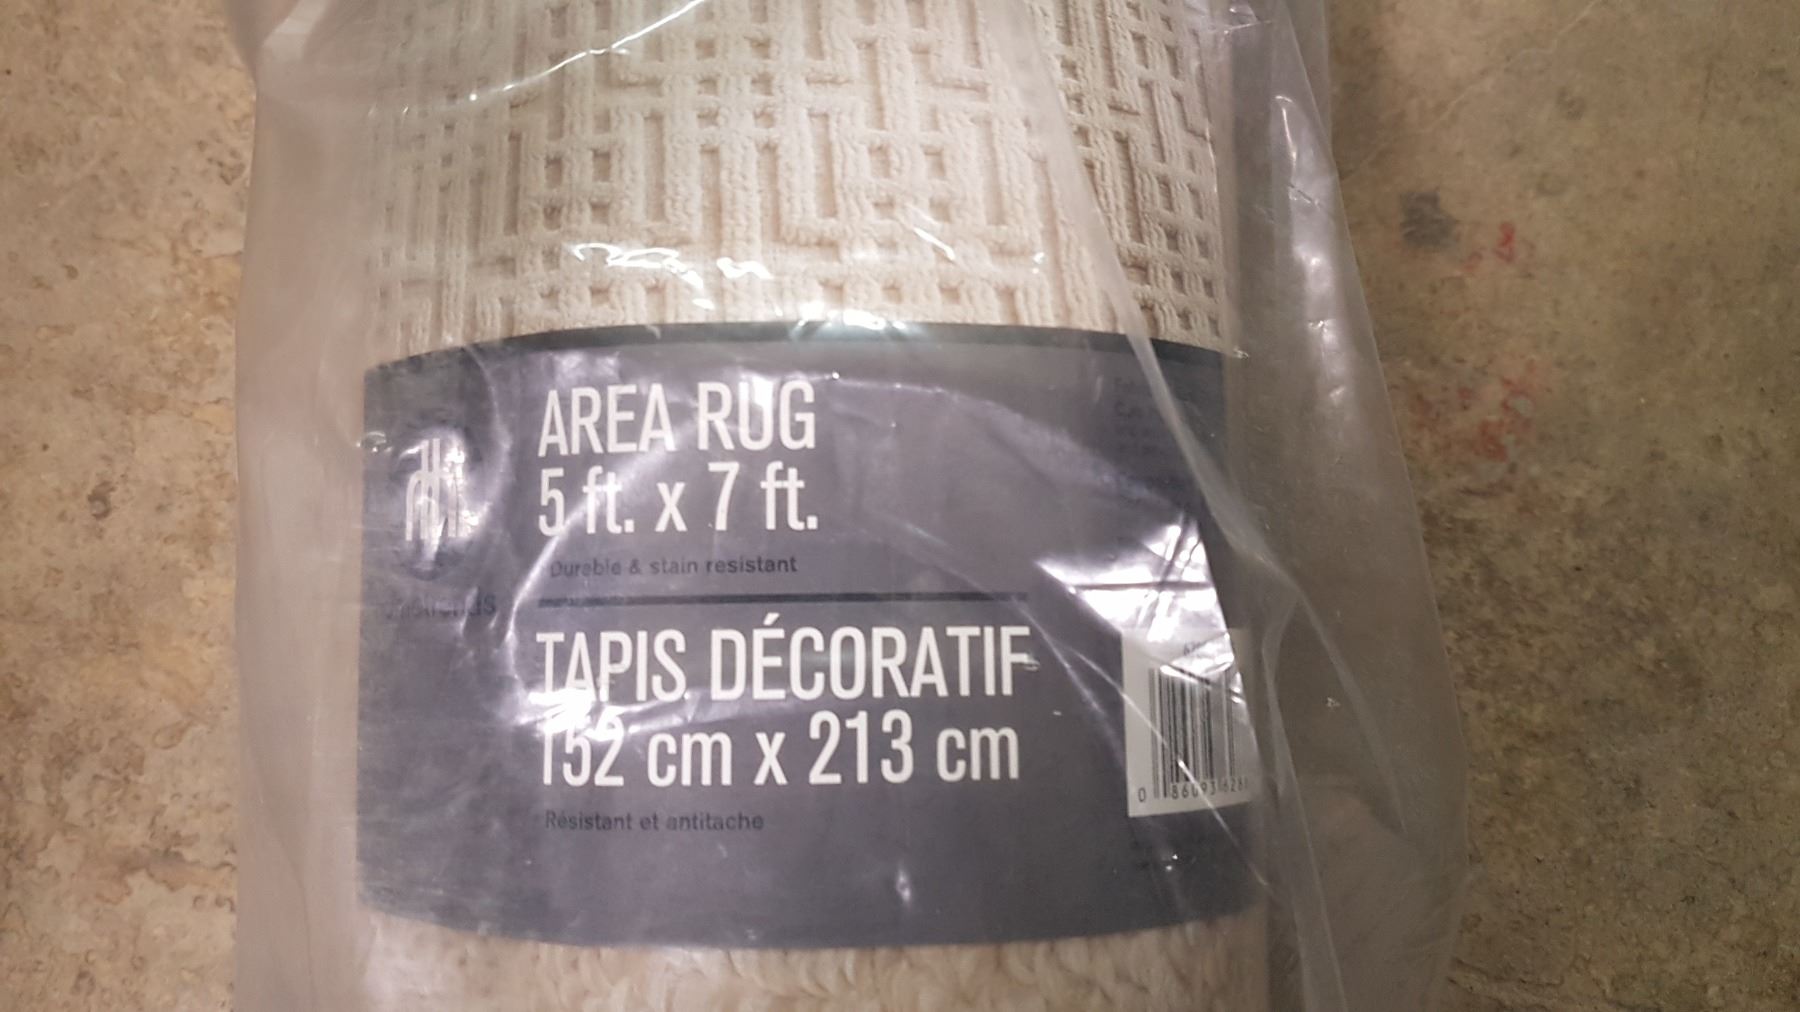 AREA RUG
5 ft. x 7 ft.
Durable & stain resistant
TAPIS DÉCORATIF
152 cm x 213 cm
Résistant et antitache